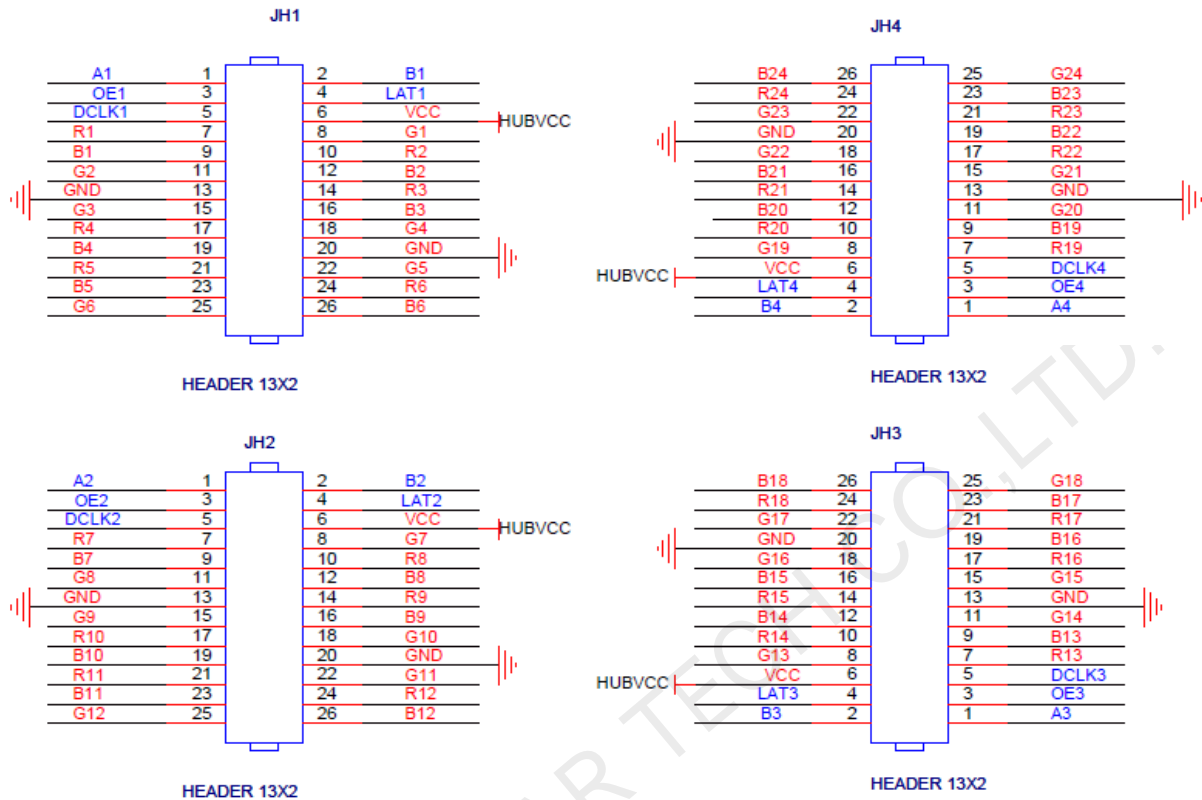 JH1
A1 1 2 B1
OE1 3 4 LAT1
DCLK1 5 6 VCC HUBVCC
R1 7 8 G1
B1 9 10 R2
G2 11 12 B2
GND 13 14 R3
G3 15 16 B3
R4 17 18 G4
B4 19 20 GND
R5 21 22 G5
B5 23 24 R6
G6 25 26 B6
HEADER 13X2
JH4
B24 26 25 G24
R24 24 23 B23
G23 22 21 R23
GND 20 19 B22
G22 18 17 R22
B21 16 15 G21
R21 14 13 GND
B20 12 11 G20
R20 10 9 B19
G19 8 7 R19
HUBVCC VCC 6 5 DCLK4
LAT4 4 3 OE4
B4 2 1 A4
HEADER 13X2
JH2
A2 1 2 B2
OE2 3 4 LAT2
DCLK2 5 6 VCC HUBVCC
R7 7 8 G7
B7 9 10 R8
G8 11 12 B8
GND 13 14 R9
G9 15 16 B9
R10 17 18 G10
B10 19 20 GND
R11 21 22 G11
B11 23 24 R12
G12 25 26 B12
HEADER 13X2
JH3
B18 26 25 G18
R18 24 23 B17
G17 22 21 R17
GND 20 19 B16
G16 18 17 R16
B15 16 15 G15
R15 14 13 GND
B14 12 11 G14
R14 10 9 B13
G13 8 7 R13
HUBVCC VCC 6 5 DCLK3
LAT3 4 3 OE3
B3 2 1 A3
HEADER 13X2
TECH CO.,LTD.